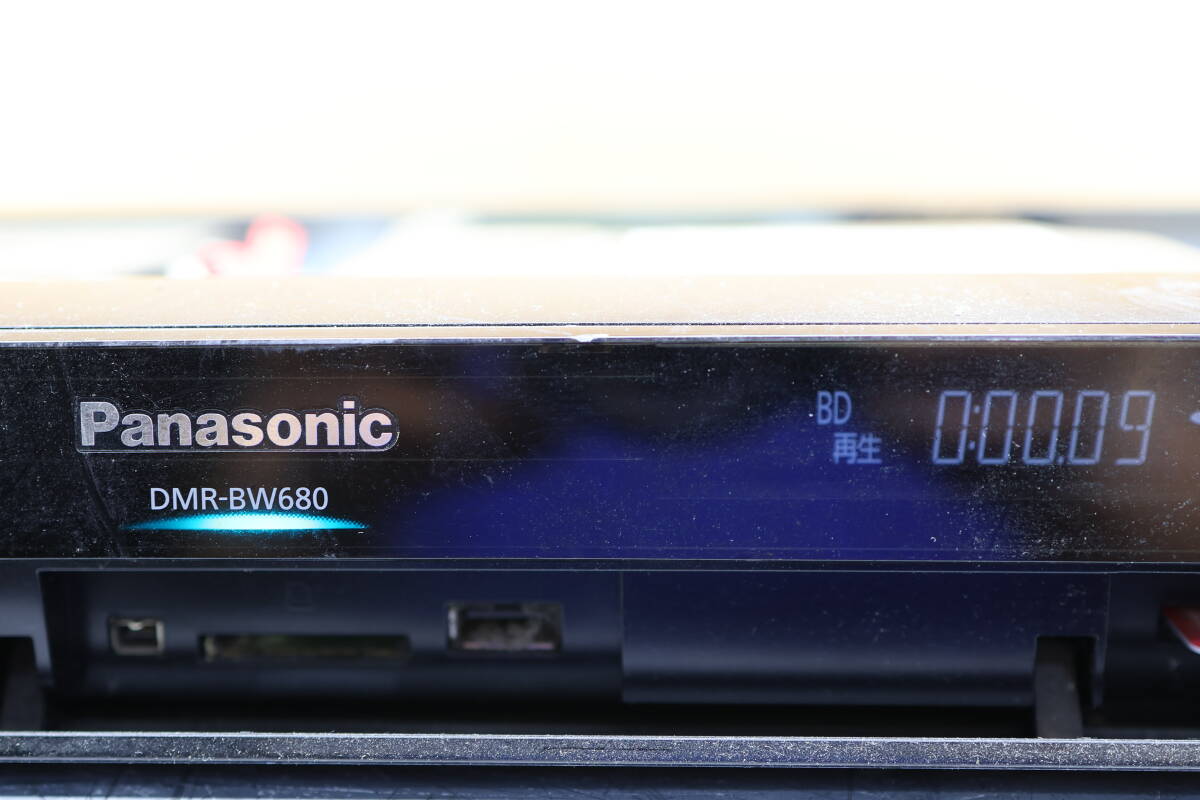 Panasonic
DMR-BW680
BD
再生
0:00.09